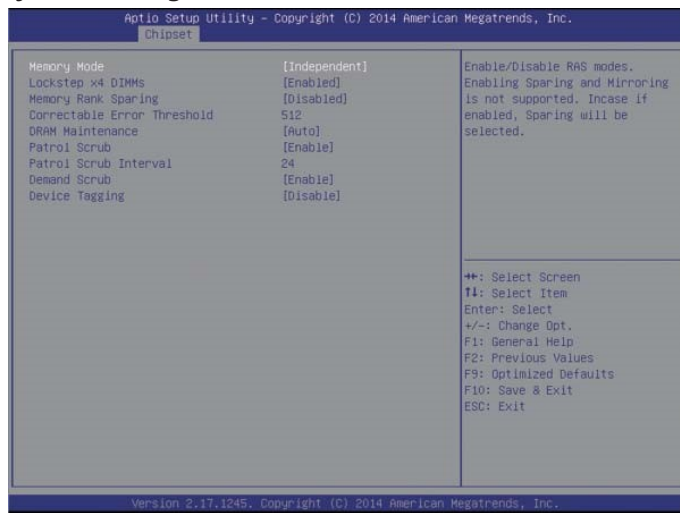 Aptio Setup Utility – Copyright (C) 2014 American Megatrends, Inc.
Chipset
Memory Mode [Independent]
Lockstep x4 DIMMs [Enabled]
Memory Rank Sparing [Disabled]
Correctable Error Threshold 512
DRAM Maintenance [Auto]
Patrol Scrub [Enable]
Patrol Scrub Interval 24
Demand Scrub [Enable]
Device Tagging [Disable]
Enable/Disable RAS modes.
Enabling Sparing and Mirroring
is not supported. Incase if
enabled, Sparing will be
selected.
→←: Select Screen
↑↓: Select Item
Enter: Select
+/-: Change Opt.
F1: General Help
F2: Previous Values
F9: Optimized Defaults
F10: Save & Exit
ESC: Exit
Version 2.17.1245. Copyright (C) 2014 American Megatrends, Inc.